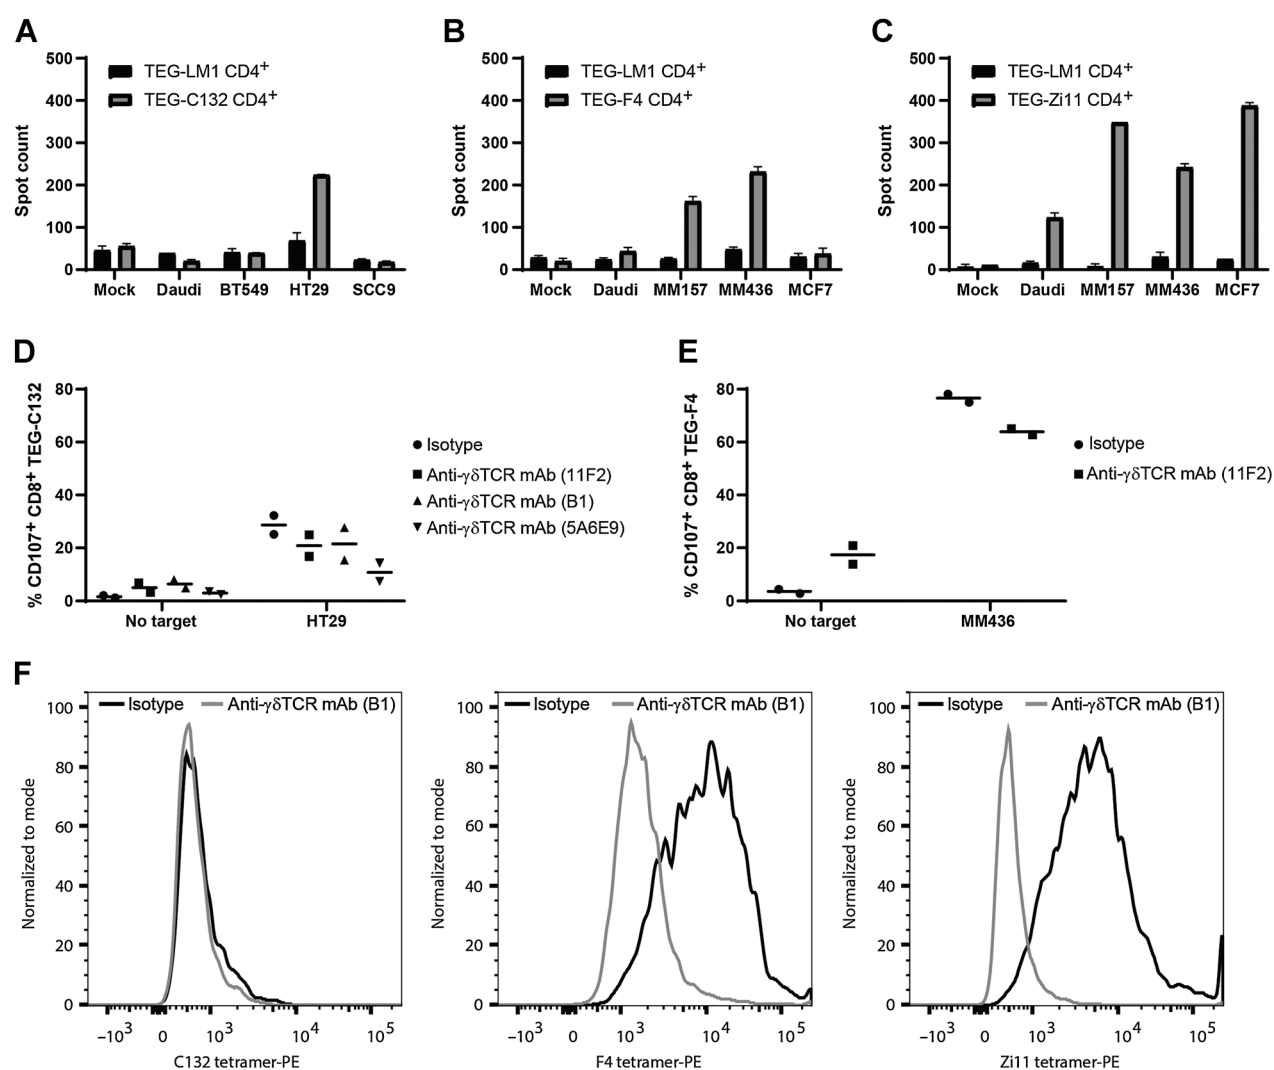 A
500
400
300
200
100
0
Spot count
TEG-LM1 CD4+
TEG-C132 CD4+
Mock Daudi BT549 HT29 SCC9
B
500
400
300
200
100
0
Spot count
TEG-LM1 CD4+
TEG-F4 CD4+
Mock Daudi MM157 MM436 MCF7
C
500
400
300
200
100
0
Spot count
TEG-LM1 CD4+
TEG-Zi11 CD4+
Mock Daudi MM157 MM436 MCF7
D
80
60
40
20
0
% CD107+ CD8+ TEG-C132
No target HT29
Isotype
Anti-γδTCR mAb (11F2)
Anti-γδTCR mAb (B1)
Anti-γδTCR mAb (5A6E9)
E
80
60
40
20
0
% CD107+ CD8+ TEG-F4
No target MM436
Isotype
Anti-γδTCR mAb (11F2)
F
Isotype Anti-γδTCR mAb (B1)
100
80
60
40
20
0
Normalized to mode
–10³ 0 10³ 10⁴ 10⁵
C132 tetramer-PE
Isotype Anti-γδTCR mAb (B1)
100
80
60
40
20
0
Normalized to mode
–10³ 0 10³ 10⁴ 10⁵
F4 tetramer-PE
Isotype Anti-γδTCR mAb (B1)
100
80
60
40
20
0
Normalized to mode
–10³ 0 10³ 10⁴ 10⁵
Zi11 tetramer-PE